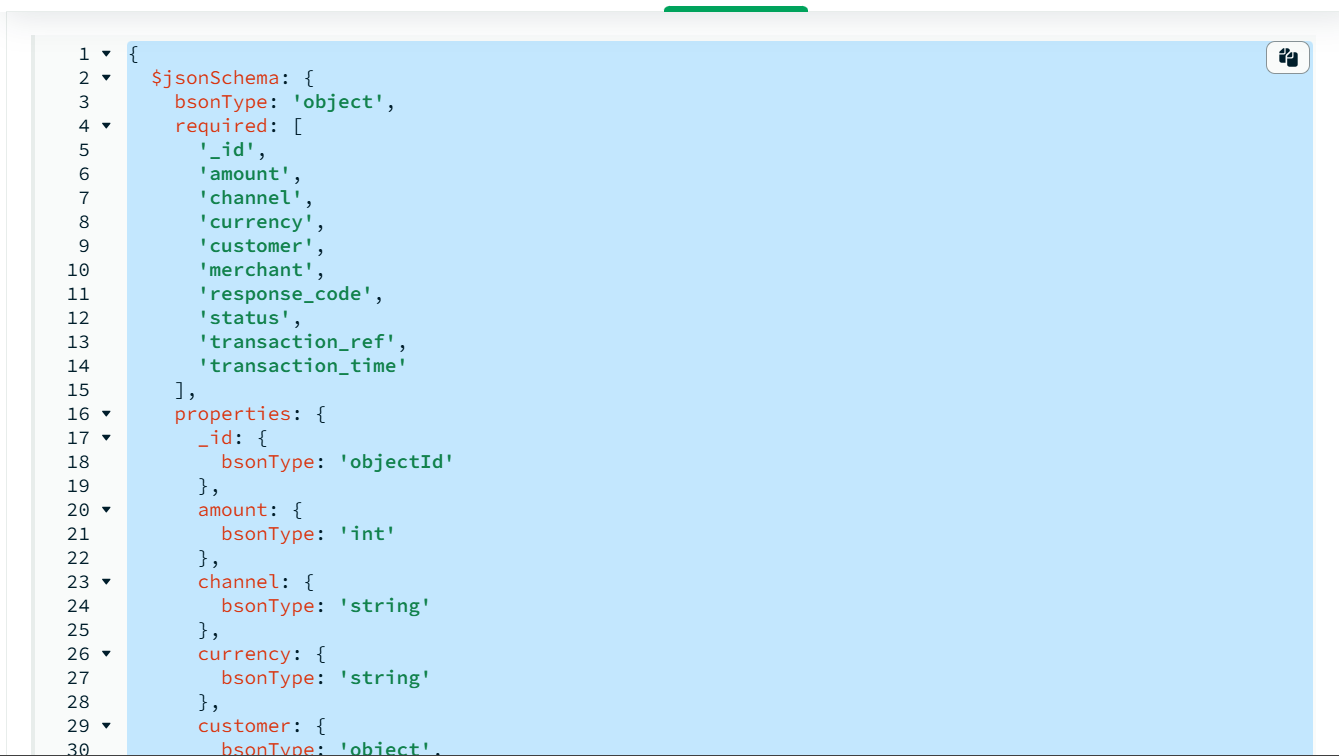 1 {
2 $jsonSchema: {
3 bsonType: 'object',
4 required: [
5 '_id',
6 'amount',
7 'channel',
8 'currency',
9 'customer',
10 'merchant',
11 'response_code',
12 'status',
13 'transaction_ref',
14 'transaction_time'
15 ],
16 properties: {
17 _id: {
18 bsonType: 'objectId'
19 },
20 amount: {
21 bsonType: 'int'
22 },
23 channel: {
24 bsonType: 'string'
25 },
26 currency: {
27 bsonType: 'string'
28 },
29 customer: {
30 bsonType: 'object',